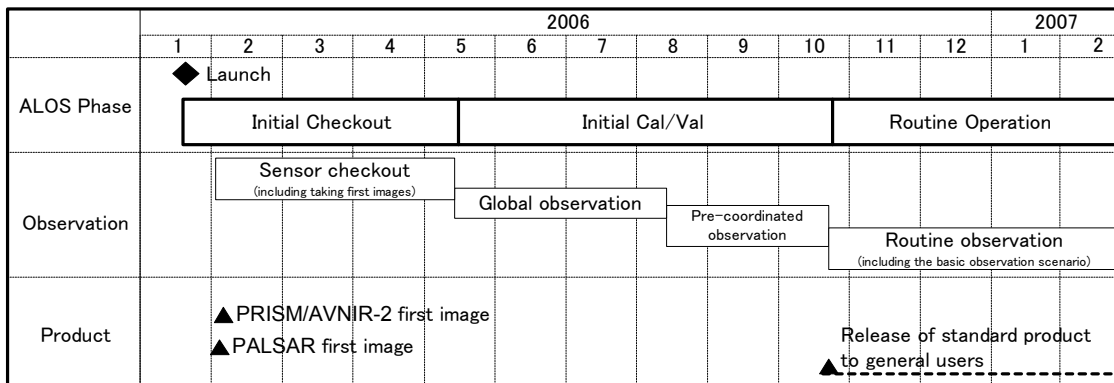 2006 2007
1 2 3 4 5 6 7 8 9 10 11 12 1 2
ALOS Phase
Launch
Initial Checkout Initial Cal/Val Routine Operation
Observation
Sensor checkout
(including taking first images)
Global observation
Pre-coordinated
observation
Routine observation
(including the basic observation scenario)
Product
PRISM/AVNIR-2 first image
PALSAR first image
Release of standard product
to general users